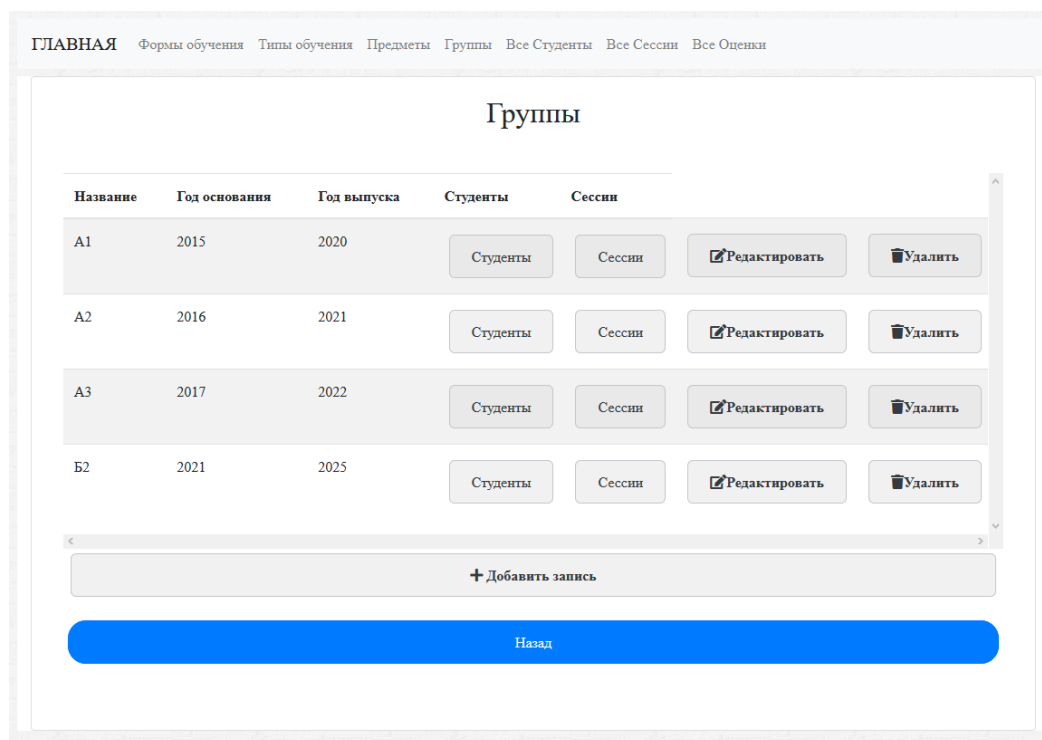 ГЛАВНАЯ Формы обучения Типы обучения Предметы Группы Все Студенты Все Сессии Все Оценки
Группы
Название Год основания Год выпуска Студенты Сессии
А1 2015 2020 Студенты Сессии Редактировать Удалить
А2 2016 2021 Студенты Сессии Редактировать Удалить
А3 2017 2022 Студенты Сессии Редактировать Удалить
Б2 2021 2025 Студенты Сессии Редактировать Удалить
Добавить запись
Назад